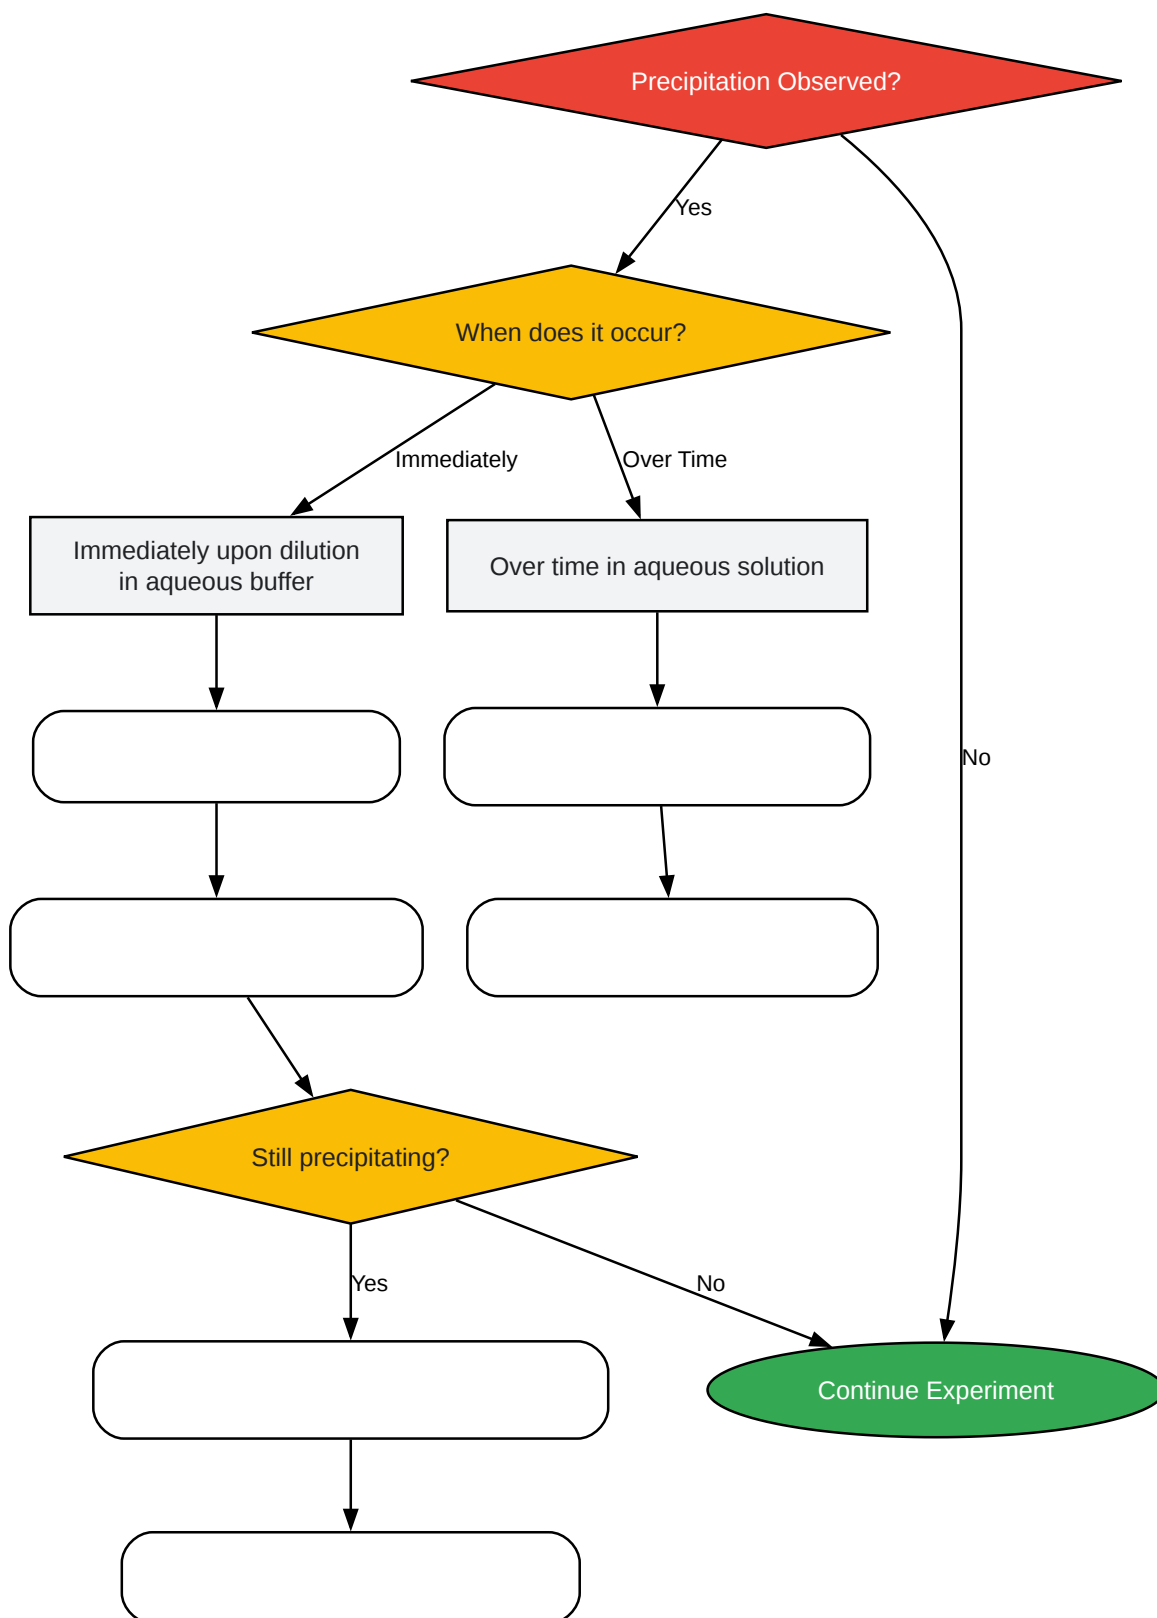 Precipitation Observed?
Yes
When does it occur?
Immediately
Over Time
Immediately upon dilution
in aqueous buffer
Over time in aqueous solution
No
Still precipitating?
Yes
No
Continue Experiment